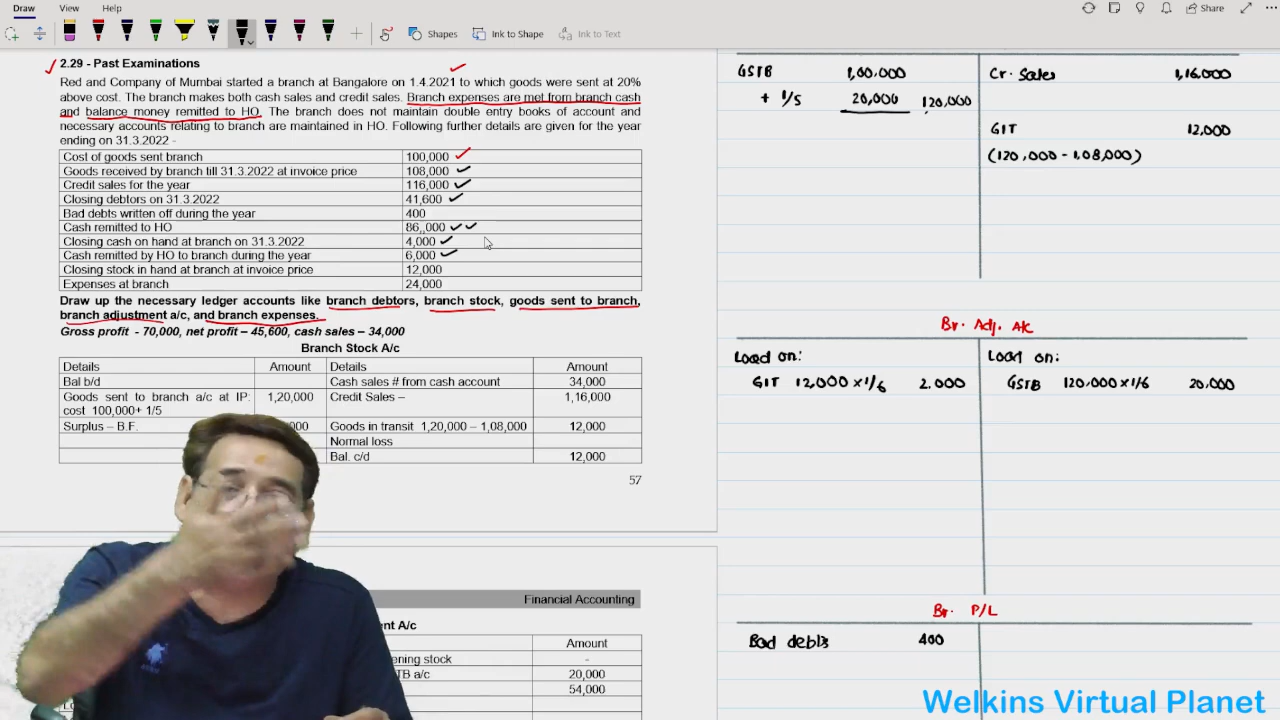 Draw View Help
Share
Shapes Ink to Shape Ink to Text
2.29 - Past Examinations
Red and Company of Mumbai started a branch at Bangalore on 1.4.2021 to which goods were sent at 20%
above cost. The branch makes both cash sales and credit sales. Branch expenses are met from branch cash
and balance money remitted to HO. The branch does not maintain double entry books of account and
necessary accounts relating to branch are maintained in HO. Following further details are given for the year
ending on 31.3.2022 -
Cost of goods sent branch 100,000
Goods received by branch till 31.3.2022 at invoice price 108,000
Credit sales for the year 116,000
Closing debtors on 31.3.2022 41,600
Bad debts written off during the year 400
Cash remitted to HO 86,,000
Closing cash on hand at branch on 31.3.2022 4,000
Cash remitted by HO to branch during the year 6,000
Closing stock in hand at branch at invoice price 12,000
Expenses at branch 24,000
Draw up the necessary ledger accounts like branch debtors, branch stock, goods sent to branch,
branch adjustment a/c, and branch expenses.
Gross profit - 70,000, net profit – 45,600, cash sales – 34,000
Branch Stock A/c
Details Amount Details Amount
Bal b/d Cash sales # from cash account 34,000
Goods sent to branch a/c at IP: 1,20,000 Credit Sales – 1,16,000
cost 100,000+ 1/5
Surplus – B.F. Goods in transit 1,20,000 – 1,08,000 12,000
Normal loss
Bal. c/d 12,000
57
Financial Accounting
A/c
Amount
stock -
a/c 20,000
54,000
GSTB 1,00,000 Cr. Sales 1,16,000
+ 1/5 20,000 120,000
GIT 12,000
(120,000 - 1,08,000)
Br. Adj. A/c
Load on: Load on:
GIT 12,000 x 1/6 2.000 GSTB 120,000 x 1/6 20,000
Br. P/L
Bad debts 400
Welkins Virtual Planet